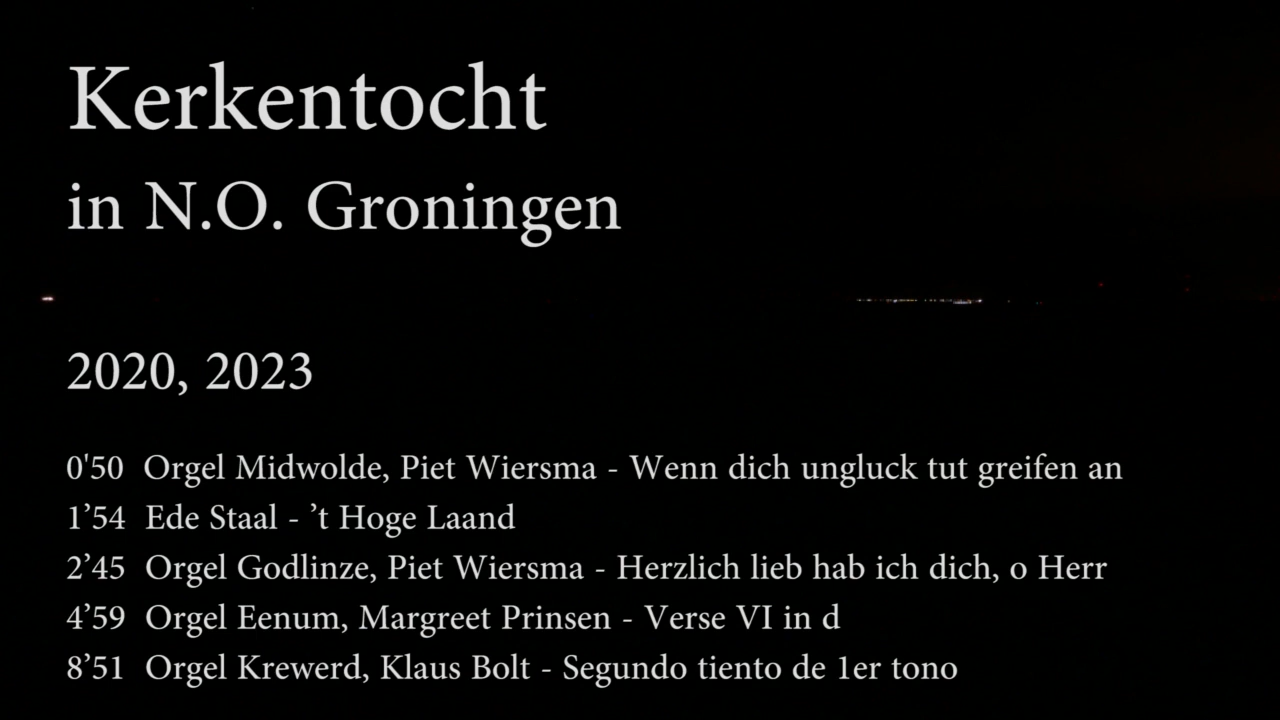 Kerkentocht
in N.O. Groningen
2020, 2023
0'50 Orgel Midwolde, Piet Wiersma - Wenn dich ungluck tut greifen an
1’54 Ede Staal - ’t Hoge Laand
2’45 Orgel Godlinze, Piet Wiersma - Herzlich lieb hab ich dich, o Herr
4’59 Orgel Eenum, Margreet Prinsen - Verse VI in d
8’51 Orgel Krewerd, Klaus Bolt - Segundo tiento de 1er tono